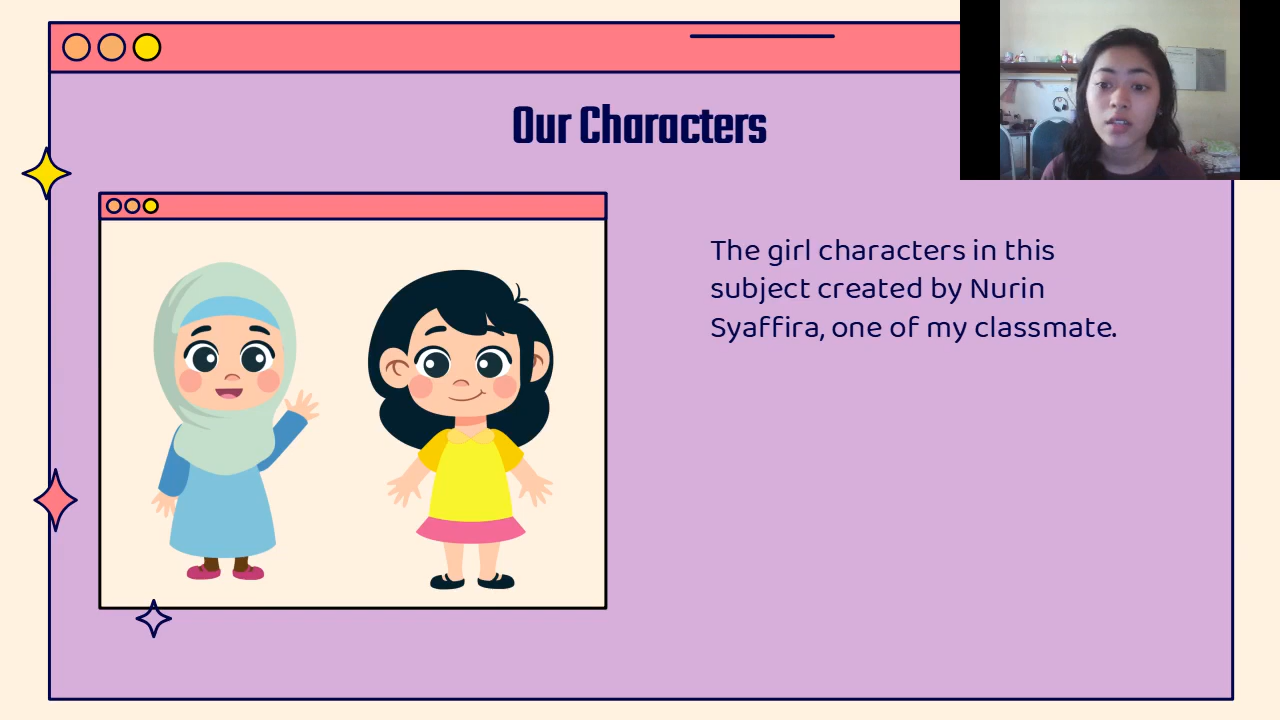 Our Characters
The girl characters in this
subject created by Nurin
Syaffira, one of my classmate.